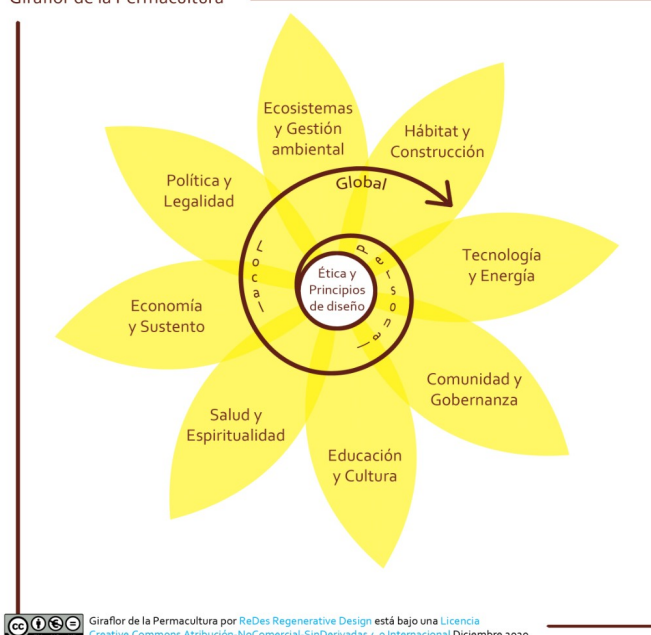 Giraflor de la Permacultura
Ecosistemas
y Gestión
ambiental
Hábitat y
Construcción
Política y
Legalidad
Global
Local
Personal
Ética y
Principios
de diseño
Tecnología
y Energía
Economía
y Sustento
Comunidad y
Gobernanza
Salud y
Espiritualidad
Educación
y Cultura
cc
Giraflor de la Permacultura por ReDes Regenerative Design está bajo una Licencia
Creative Commons Atribución-NoComercial-SinDerivadas 4.0 Internacional Diciembre 2020